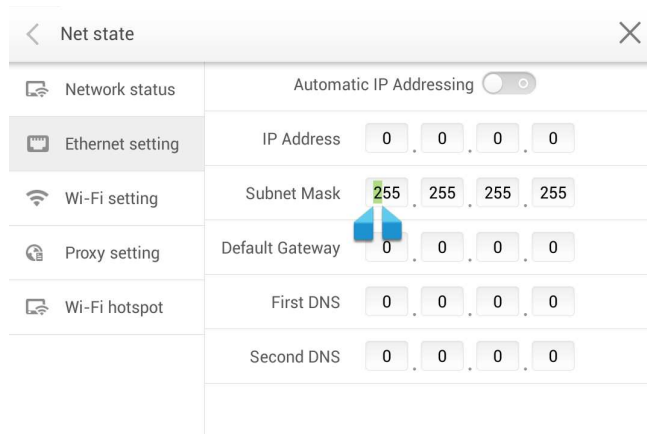 Net state
Network status
Automatic IP Addressing
Ethernet setting
IP Address 0 . 0 . 0 . 0
Wi-Fi setting
Subnet Mask 255 . 255 . 255 . 255
Proxy setting
Default Gateway 0 . 0 . 0 . 0
Wi-Fi hotspot
First DNS 0 . 0 . 0 . 0
Second DNS 0 . 0 . 0 . 0